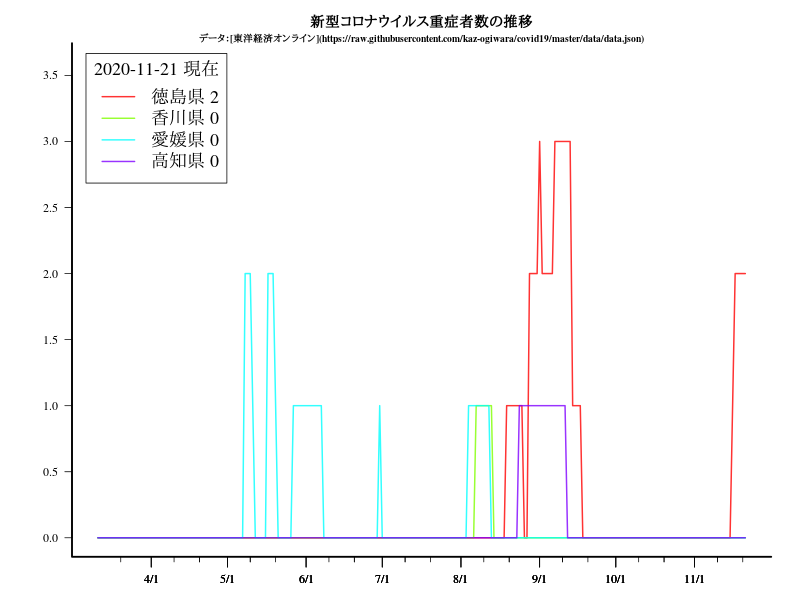 新型コロナウイルス重症者数の推移
データ:[東洋経済オンライン](https://raw.githubusercontent.com/kaz-ogiwara/covid19/master/data/data.json)
2020-11-21 現在
徳島県 2
香川県 0
愛媛県 0
高知県 0
3.5
3.0
2.5
2.0
1.5
1.0
0.5
0.0
4/1 5/1 6/1 7/1 8/1 9/1 10/1 11/1